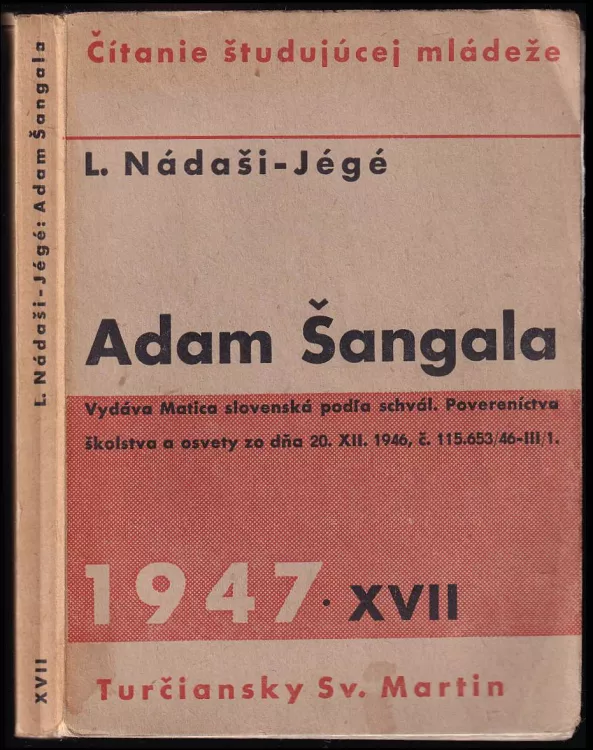 Čítanie študujúcej mládeže
L. Nádaši-Jégé
Adam Šangala
Vydáva Matica slovenská podľa schvál. Povereníctva
školstva a osvety zo dňa 20. XII. 1946, č. 115.653/46-III/1.
1947 · XVII
Turčiansky Sv. Martin
L. Nádaši-Jégé: Adam Šangala
XVII